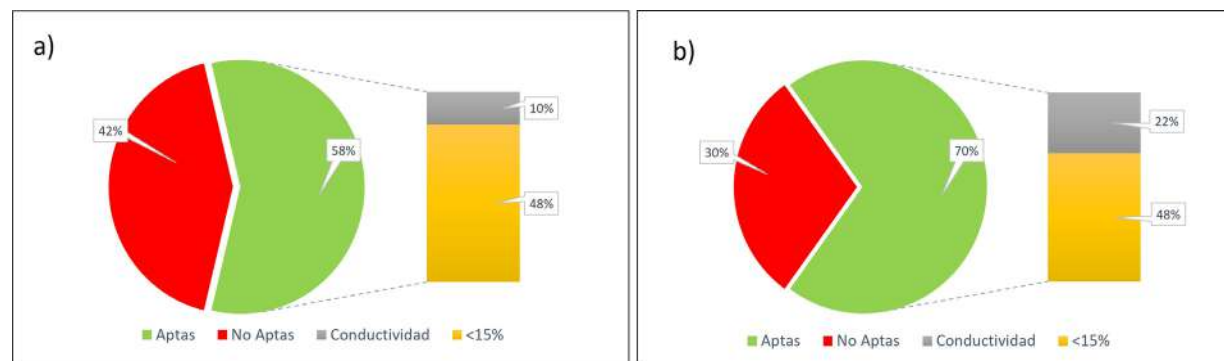 a)
10%
42%
58%
48%
Aptas No Aptas Conductividad <15%
b)
22%
30%
70%
48%
Aptas No Aptas Conductividad <15%